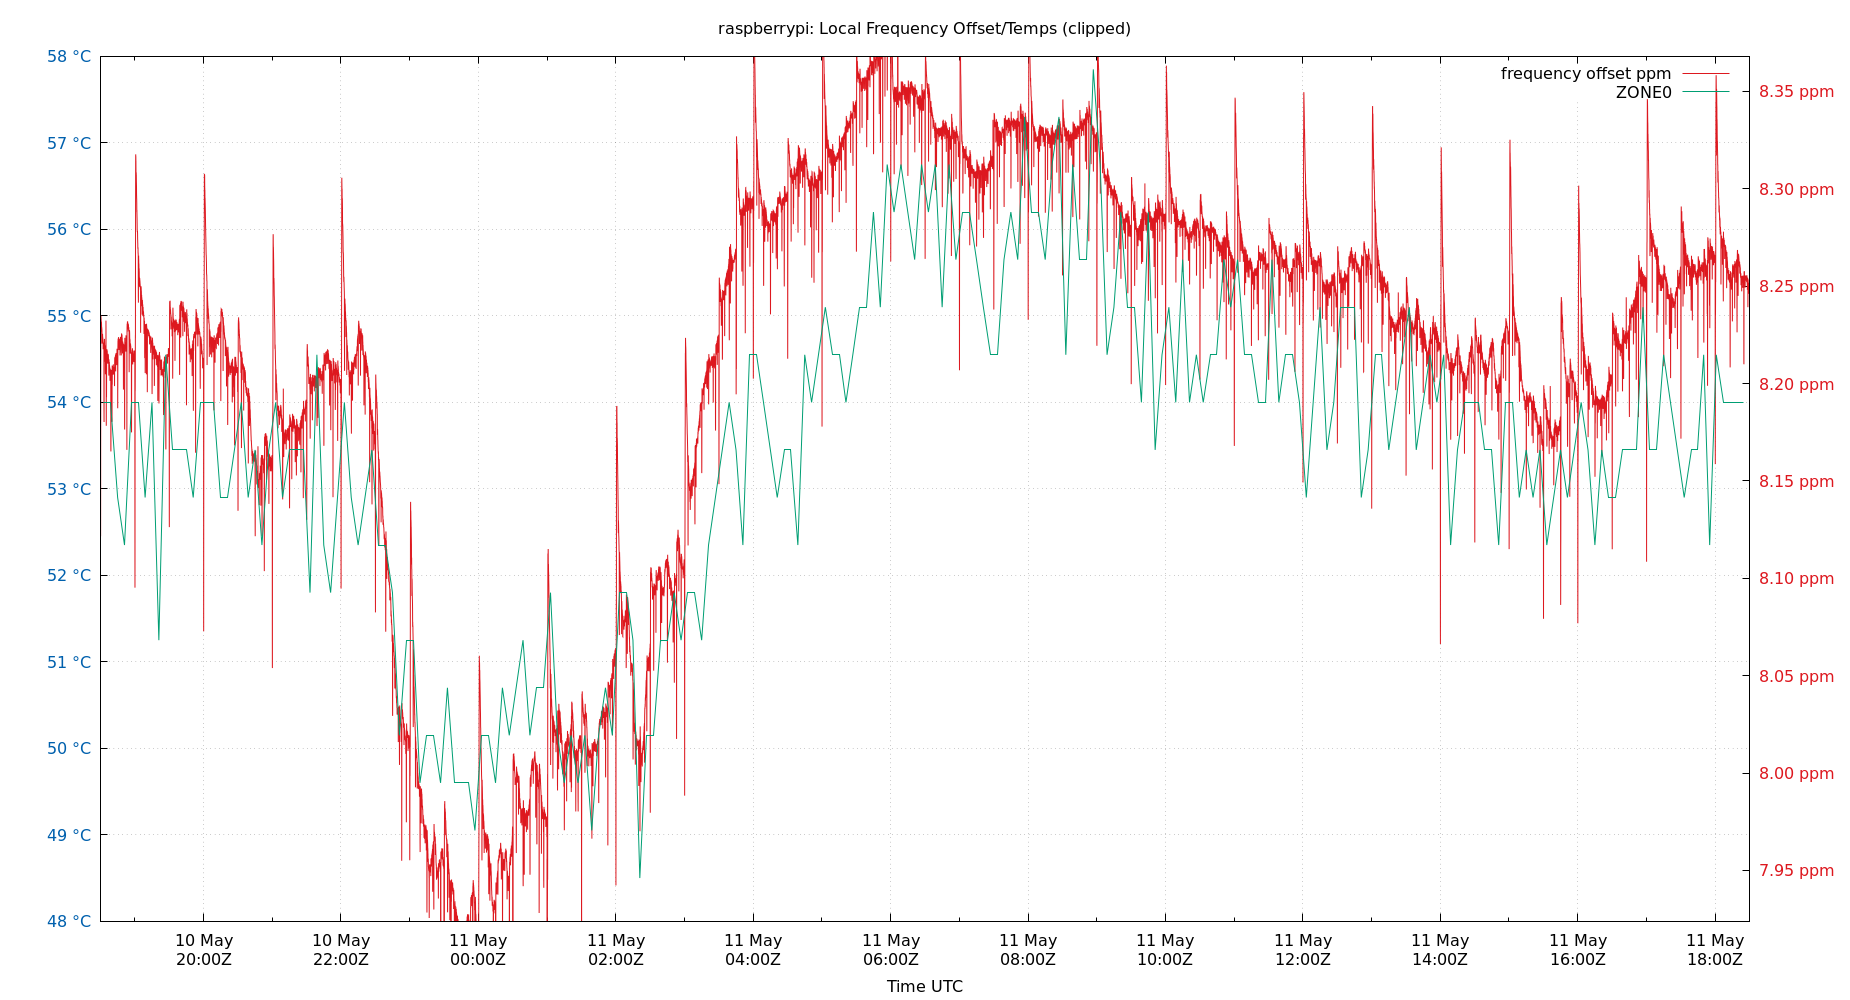 raspberrypi: Local Frequency Offset/Temps (clipped)
frequency offset ppm
ZONE0
58 °C
57 °C
56 °C
55 °C
54 °C
53 °C
52 °C
51 °C
50 °C
49 °C
48 °C
8.35 ppm
8.30 ppm
8.25 ppm
8.20 ppm
8.15 ppm
8.10 ppm
8.05 ppm
8.00 ppm
7.95 ppm
10 May
20:00Z
10 May
22:00Z
11 May
00:00Z
11 May
02:00Z
11 May
04:00Z
11 May
06:00Z
11 May
08:00Z
11 May
10:00Z
11 May
12:00Z
11 May
14:00Z
11 May
16:00Z
11 May
18:00Z
Time UTC